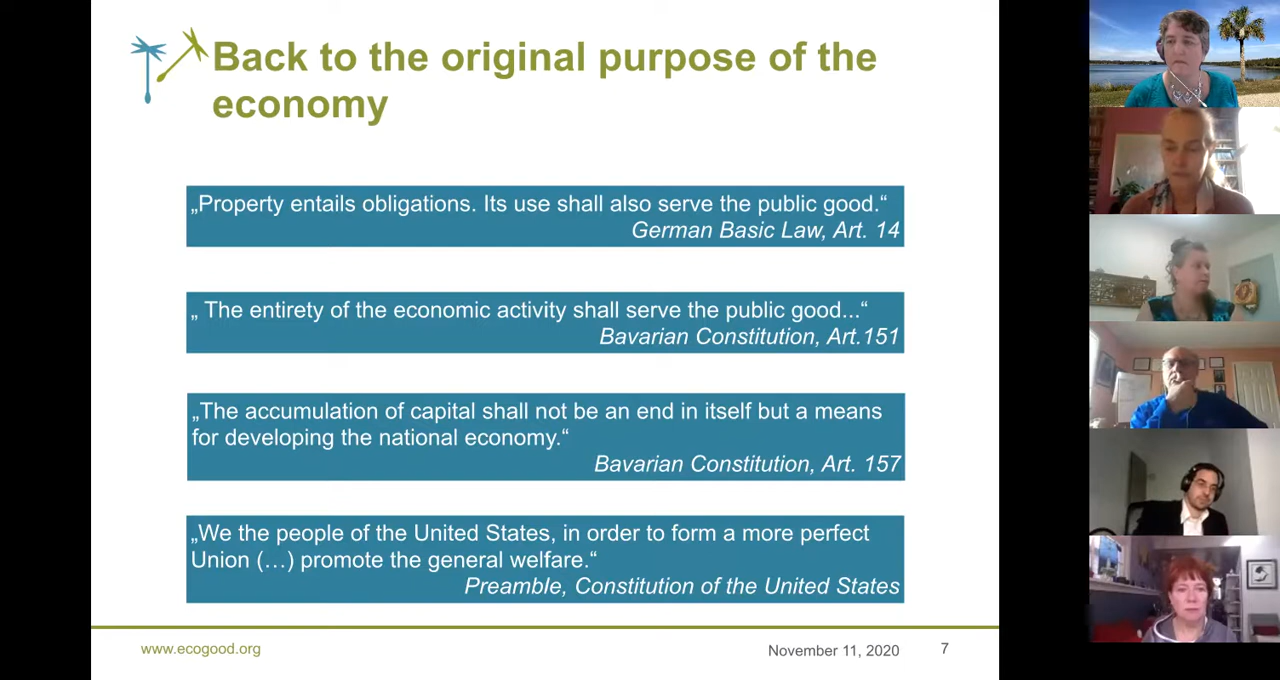 Back to the original purpose of the
economy
„Property entails obligations. Its use shall also serve the public good.“
German Basic Law, Art. 14
„ The entirety of the economic activity shall serve the public good...“
Bavarian Constitution, Art.151
„The accumulation of capital shall not be an end in itself but a means
for developing the national economy.“
Bavarian Constitution, Art. 157
„We the people of the United States, in order to form a more perfect
Union (…) promote the general welfare.“
Preamble, Constitution of the United States
www.ecogood.org
November 11, 2020
7